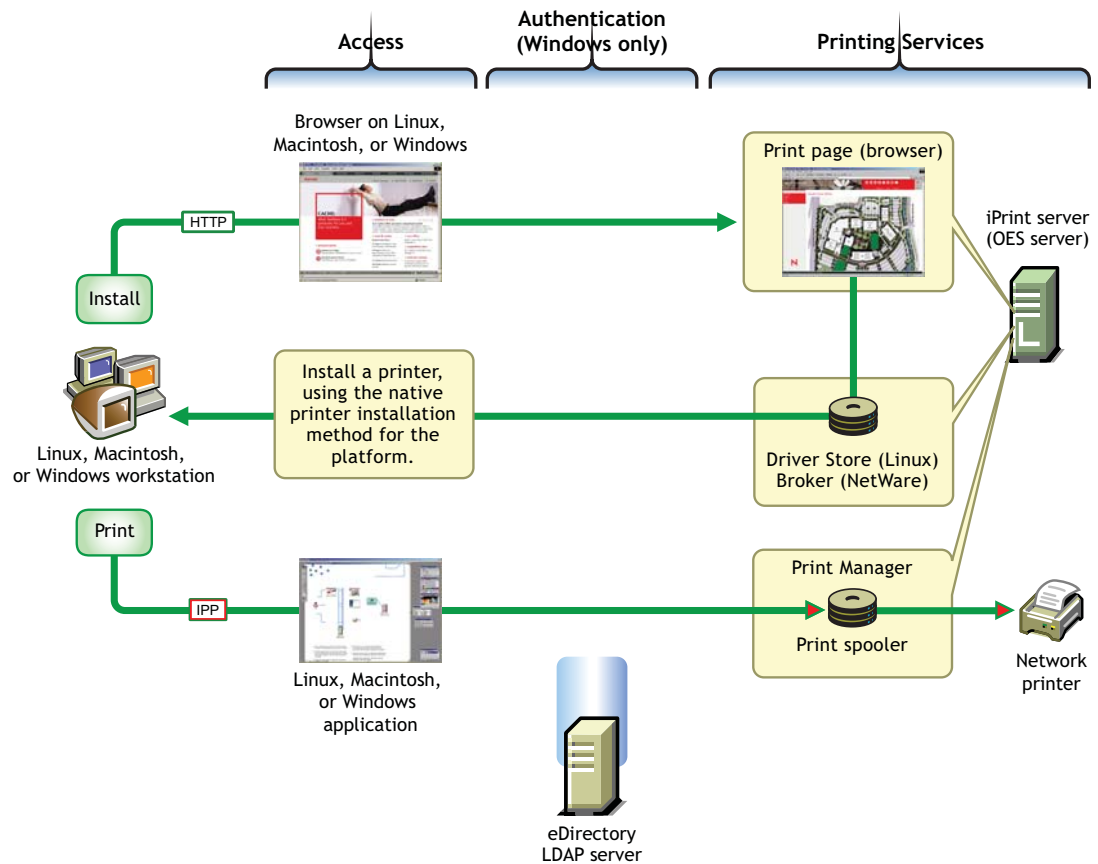 Access
Authentication
(Windows only)
Printing Services
Browser on Linux,
Macintosh, or Windows
Print page (browser)
HTTP
iPrint server
(OES server)
Install
Install a printer,
using the native
printer installation
method for the
platform.
Linux, Macintosh,
or Windows workstation
Driver Store (Linux)
Broker (NetWare)
Print
Print Manager
IPP
Print spooler
Linux, Macintosh,
or Windows
application
Network
printer
eDirectory
LDAP server